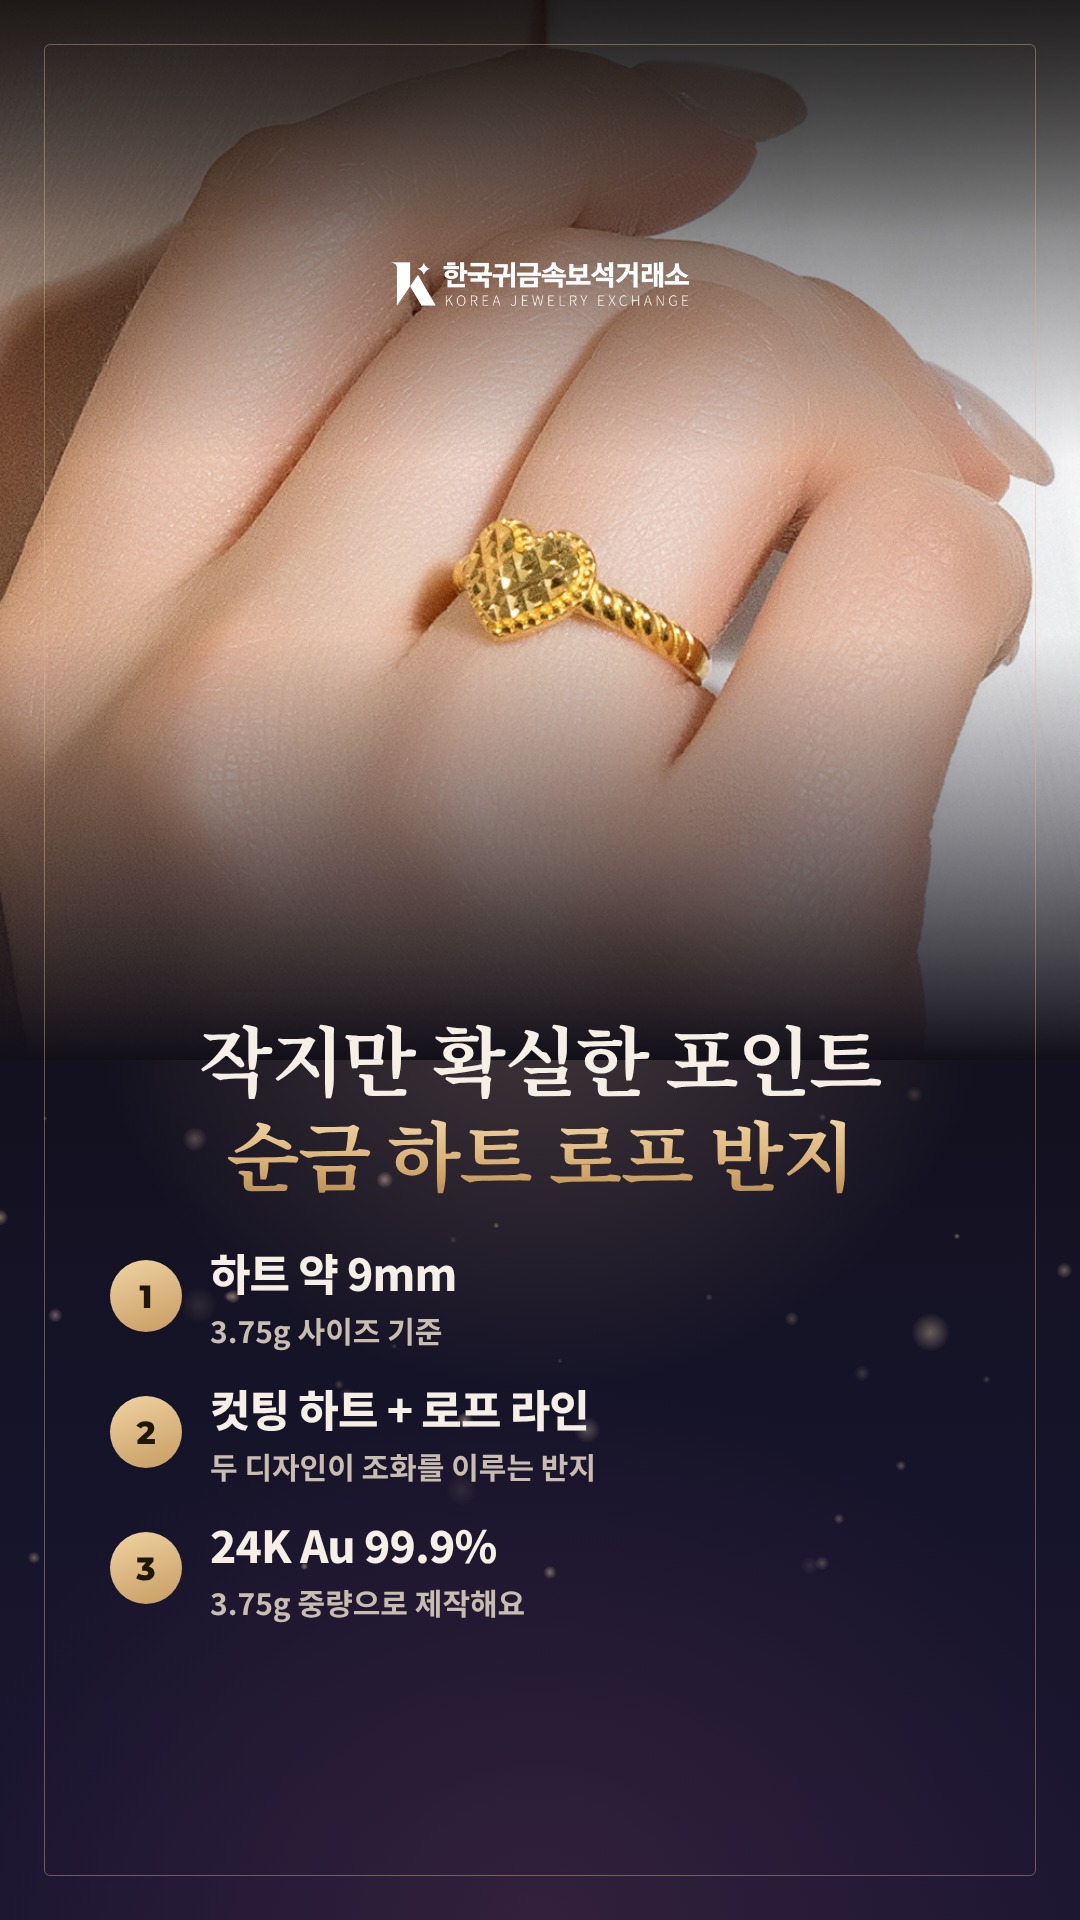 한국귀금속보석거래소
KOREA JEWELRY EXCHANGE
작지만 확실한 포인트
순금 하트 로프 반지
1
하트 약 9mm
3.75g 사이즈 기준
2
컷팅 하트 + 로프 라인
두 디자인이 조화를 이루는 반지
3
24K Au 99.9%
3.75g 중량으로 제작해요